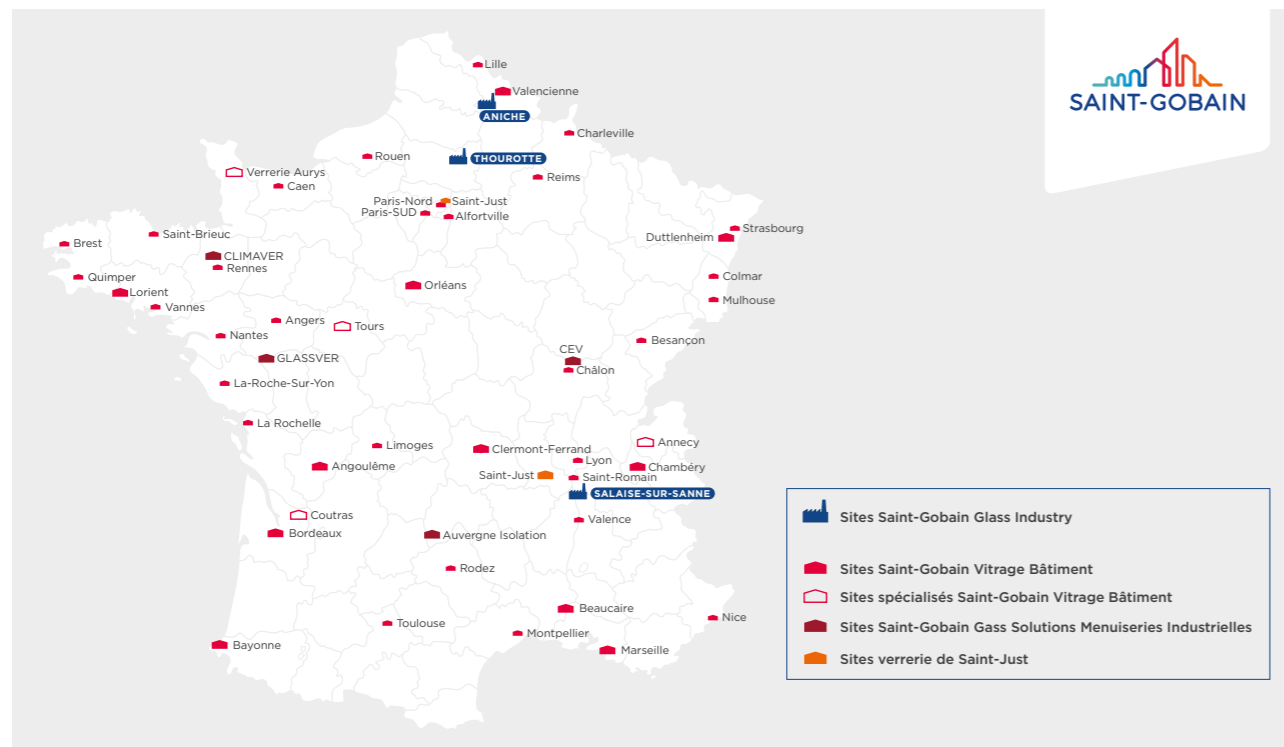 SAINT-GOBAIN
Lille
Valencienne
ANICHE
Charleville
Rouen
THOUROTTE
Verrerie Aurys
Caen
Reims
Paris-Nord
Saint-Just
Paris-SUD
Alfortville
Strasbourg
Duttlenheim
Saint-Brieuc
Brest
CLIMAVER
Rennes
Quimper
Colmar
Orléans
Lorient
Mulhouse
Vannes
Angers
Tours
Nantes
Besançon
CEV
GLASSVER
Châlon
La-Roche-Sur-Yon
La Rochelle
Limoges
Annecy
Clermont-Ferrand
Lyon
Angoulême
Chambéry
Saint-Just
Saint-Romain
SALAISE-SUR-SANNE
Coutras
Valence
Bordeaux
Auvergne Isolation
Rodez
Beaucaire
Nice
Toulouse
Montpellier
Bayonne
Marseille
Sites Saint-Gobain Glass Industry
Sites Saint-Gobain Vitrage Bâtiment
Sites spécialisés Saint-Gobain Vitrage Bâtiment
Sites Saint-Gobain Gass Solutions Menuiseries Industrielles
Sites verrerie de Saint-Just